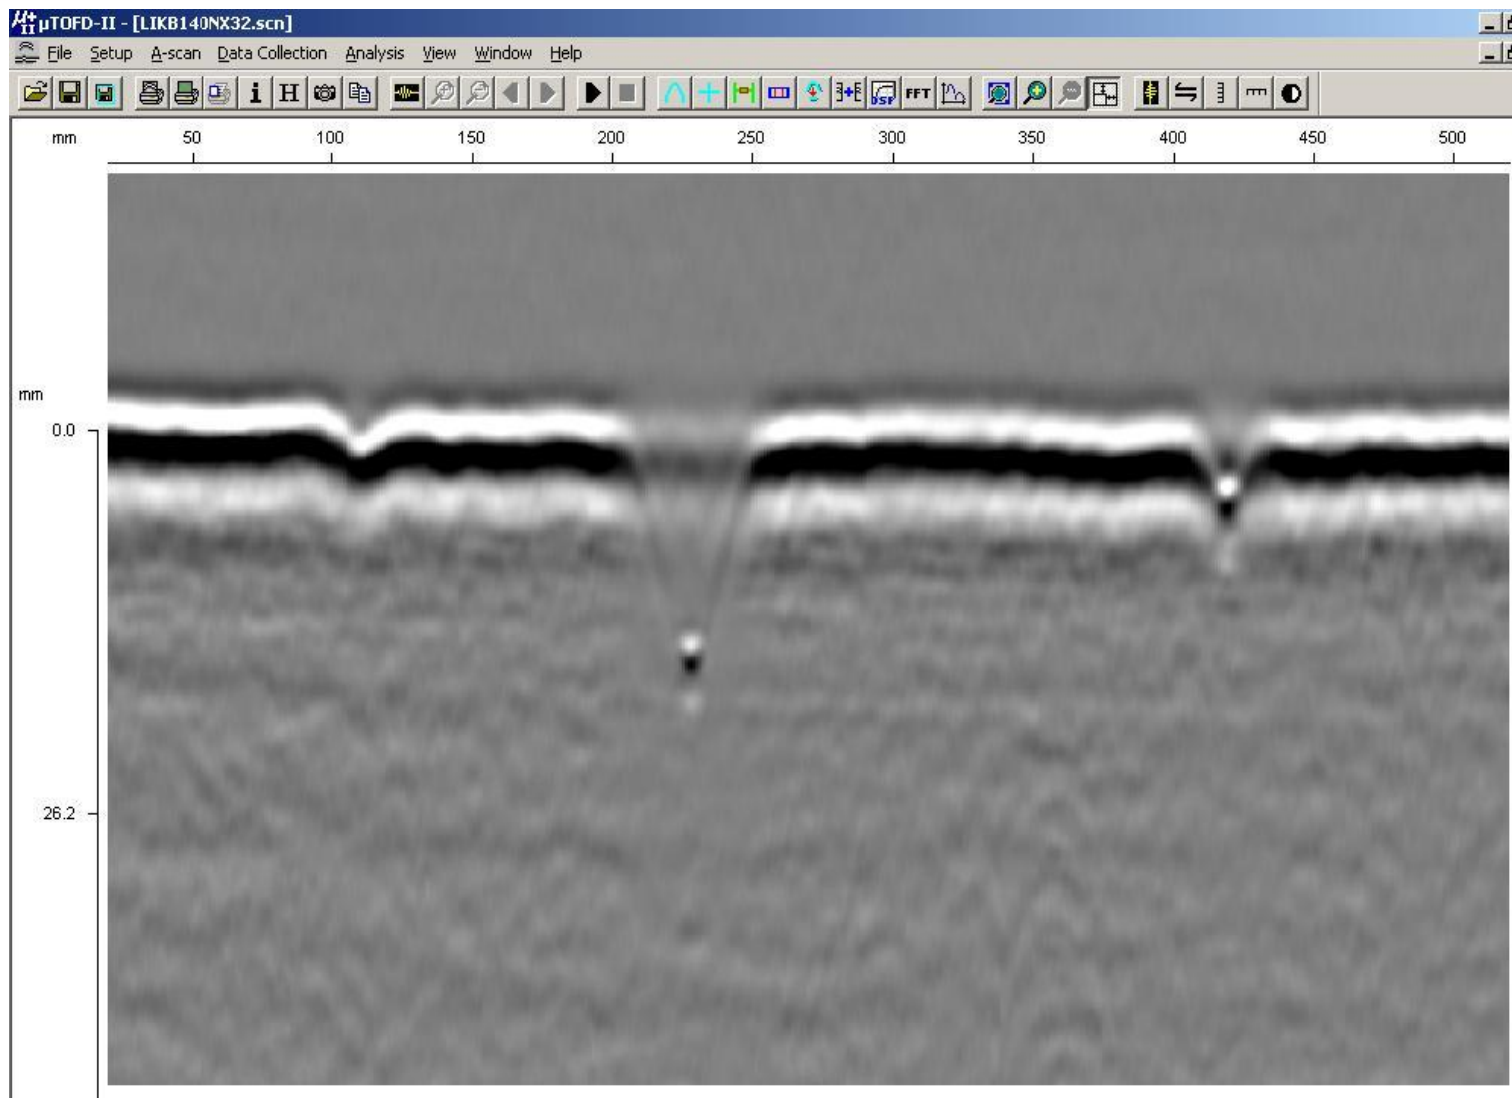 µTOFD-II - [LIKB140NX32.scn]
File Setup A-scan Data Collection Analysis View Window Help
i H DSP FFT
mm 50 100 150 200 250 300 350 400 450 500
mm
0.0
26.2